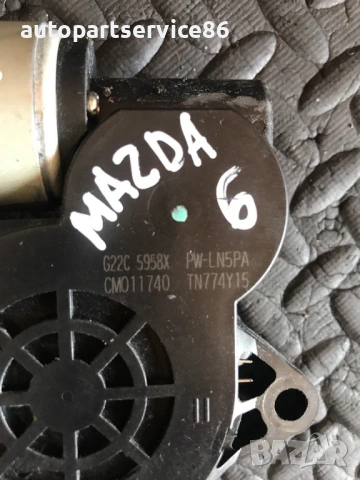 autopartservice86
MAZDA
6
G22C 5958X PW-LN5PA
CM011740 TN774Y15
BAZAR